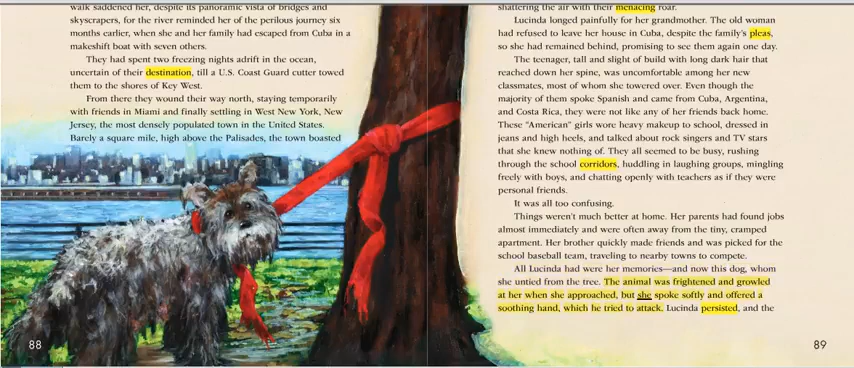 walk saddened her, despite its panoramic vista of bridges and
skyscrapers, for the river reminded her of the perilous journey six
months earlier, when she and her family had escaped from Cuba in a
makeshift boat with seven others.
They had spent two freezing nights adrift in the ocean,
uncertain of their destination, till a U.S. Coast Guard cutter towed
them to the shores of Key West.
From there they wound their way north, staying temporarily
with friends in Miami and finally settling in West New York, New
Jersey, the most densely populated town in the United States.
Barely a square mile, high above the Palisades, the town boasted
88
shattering the air with their menacing roar.
Lucinda longed painfully for her grandmother. The old woman
had refused to leave her house in Cuba, despite the family's pleas,
so she had remained behind, promising to see them again one day.
The teenager, tall and slight of build with long dark hair that
reached down her spine, was uncomfortable among her new
classmates, most of whom she towered over. Even though the
majority of them spoke Spanish and came from Cuba, Argentina,
and Costa Rica, they were not like any of her friends back home.
These "American" girls wore heavy makeup to school, dressed in
jeans and high heels, and talked about rock singers and TV stars
that she knew nothing of. They all seemed to be busy, rushing
through the school corridors, huddling in laughing groups, mingling
freely with boys, and chatting openly with teachers as if they were
personal friends.
It was all too confusing.
Things weren't much better at home. Her parents had found jobs
almost immediately and were often away from the tiny, cramped
apartment. Her brother quickly made friends and was picked for the
school baseball team, traveling to nearby towns to compete.
All Lucinda had were her memories—and now this dog, whom
she untied from the tree. The animal was frightened and growled
at her when she approached, but she spoke softly and offered a
soothing hand, which he tried to attack. Lucinda persisted, and the
89